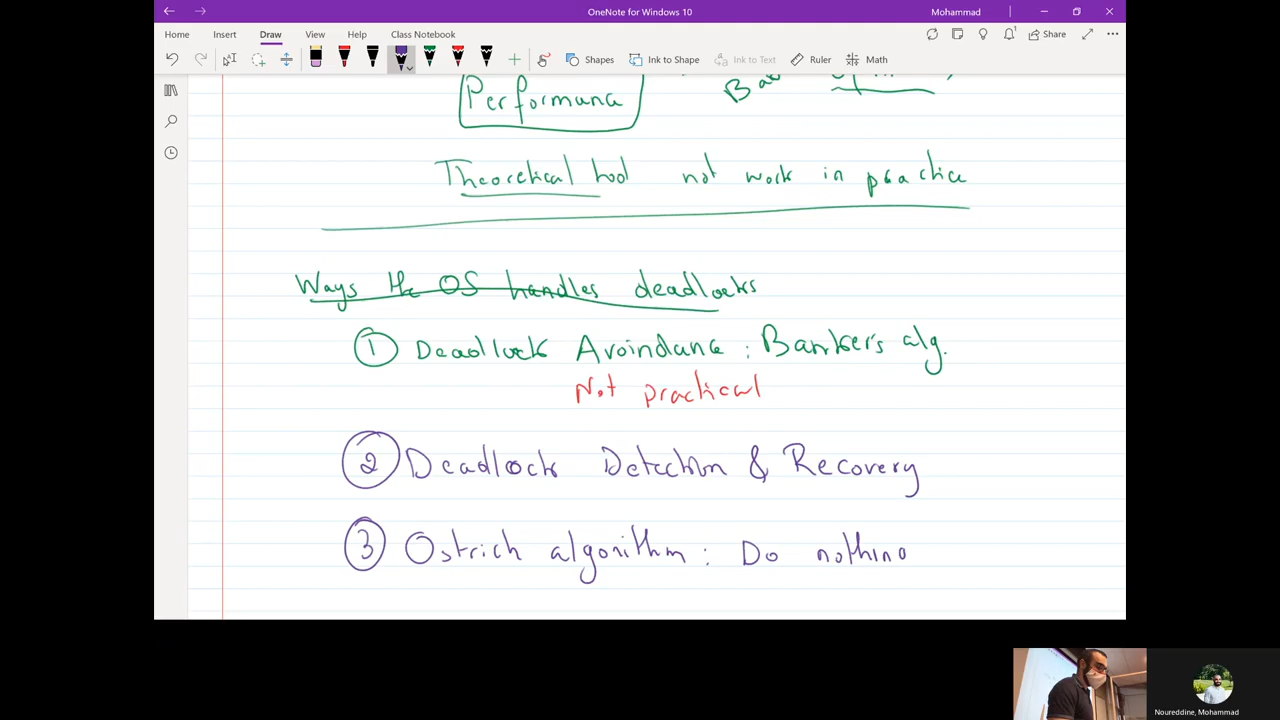 OneNote for Windows 10
Mohammad
Home Insert Draw View Help Class Notebook
Share
Shapes Ink to Shape Ink to Text Ruler Math
Performance
Theoretical tool not work in practice
Ways the OS handles deadlocks
1 Deadlock Avoindance : Banker's alg.
Not practical
2 Deadlock Detection & Recovery
3 Ostrich algorithm : Do nothing
Noureddine, Mohammad